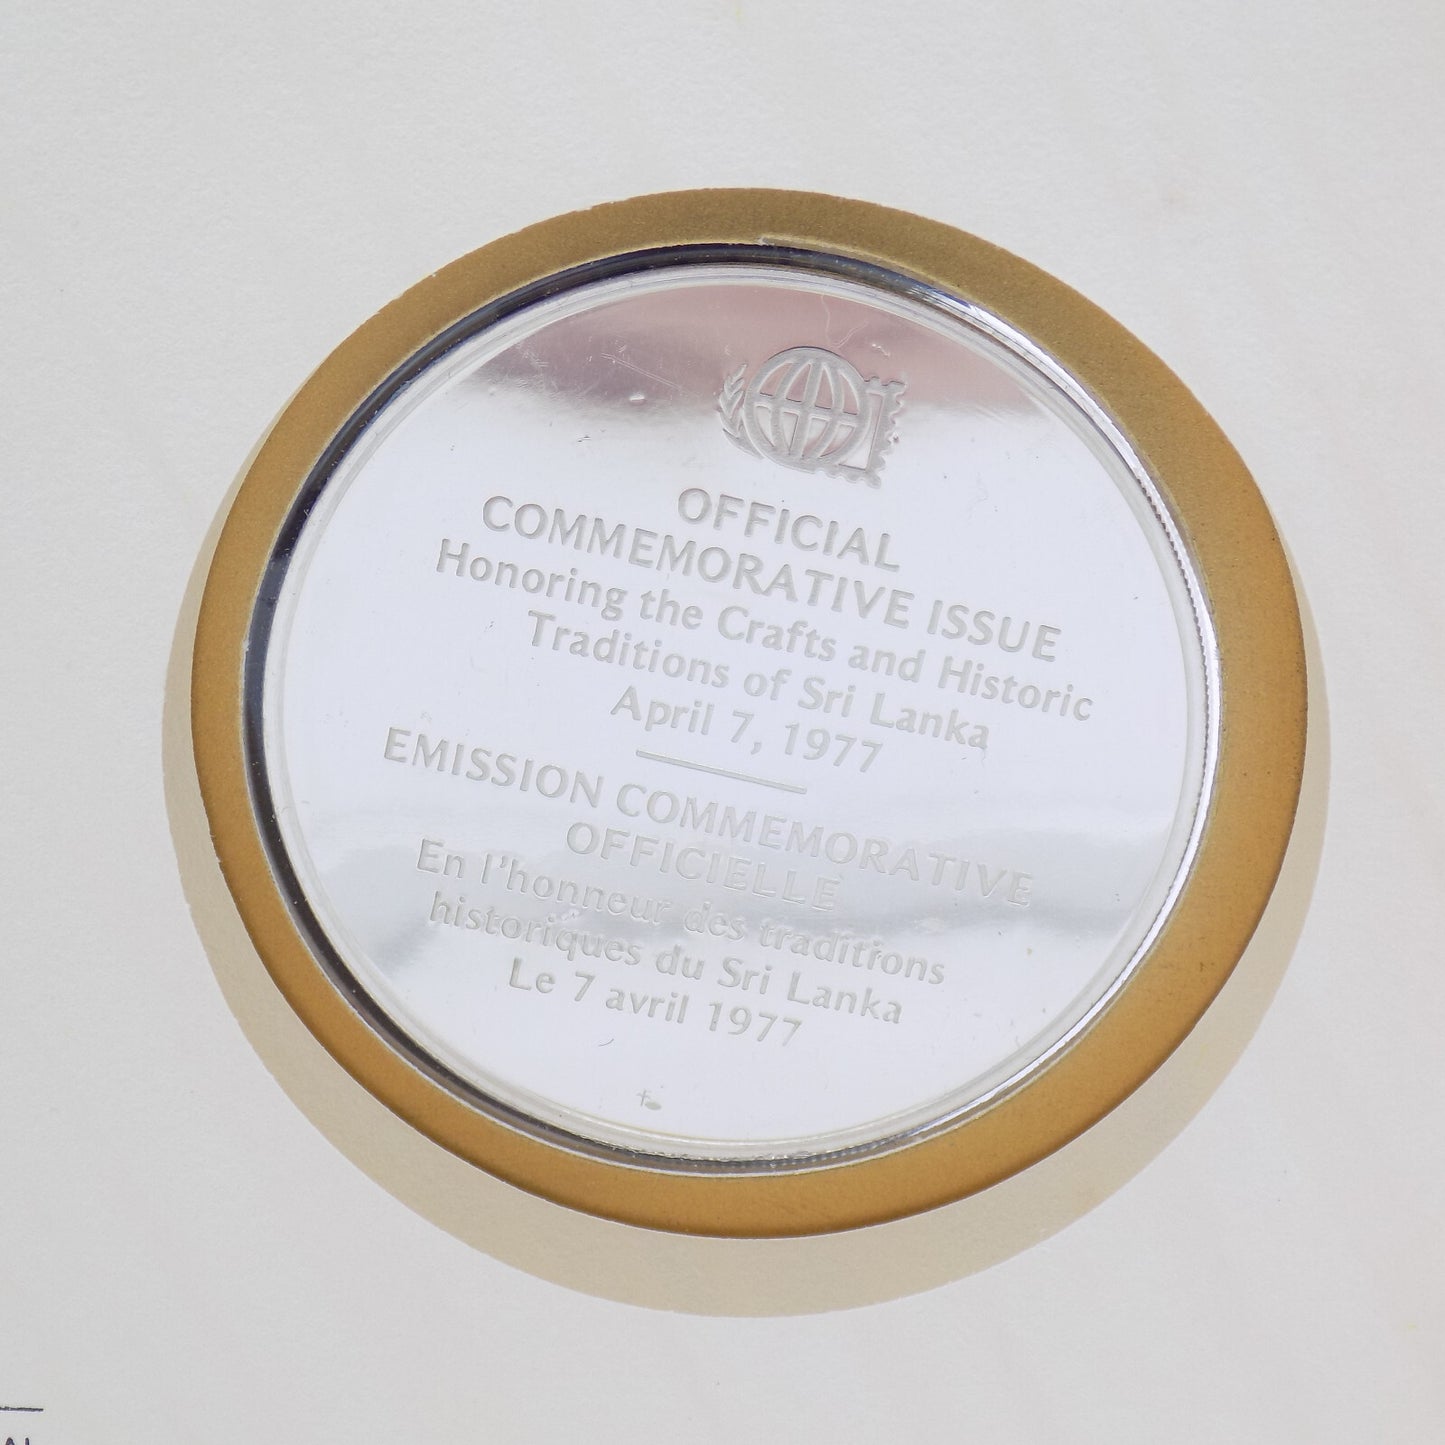 OFFICIAL
COMMEMORATIVE ISSUE
Honoring the Crafts and Historic
Traditions of Sri Lanka
April 7, 1977
EMISSION COMMEMORATIVE
OFFICIELLE
En l'honneur des traditions
historiques du Sri Lanka
Le 7 avril 1977